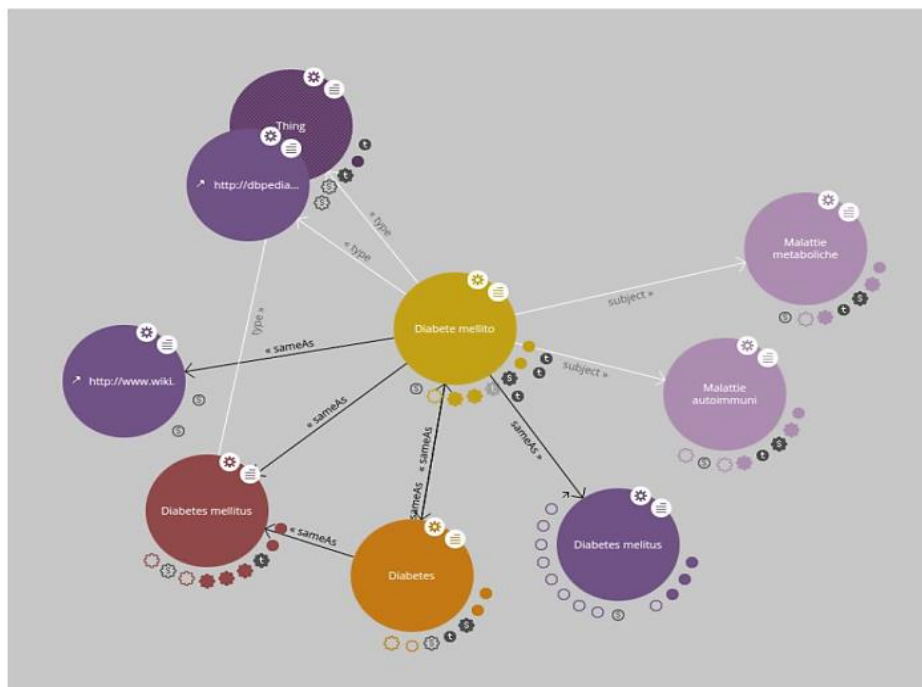 Thing
http://dbpedia...
« type
« type
Malattie
metaboliche
subject »
Diabete mellito
type »
« sameAs
http://www.wiki.
subject »
Malattie
autoimmuni
« sameAs
« sameAs
sameAs
sameAs »
Diabetes mellitus
« sameAs
Diabetes melitus
Diabetes